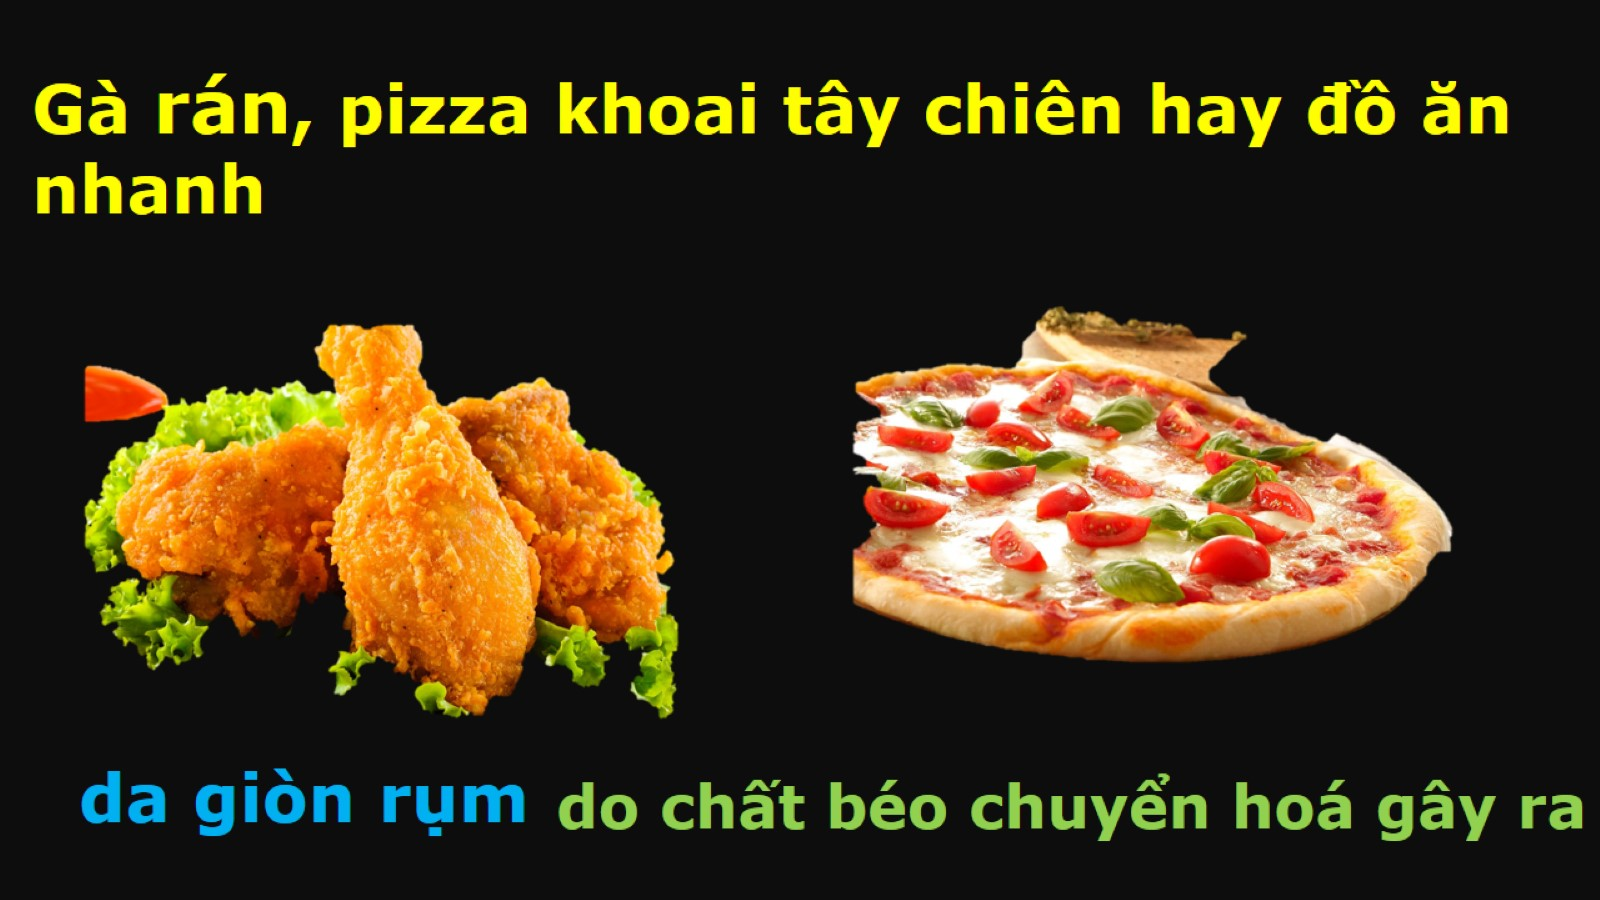 Gà rán, pizza khoai tây chiên hay đồ ăn
nhanh
da giòn rụm do chất béo chuyển hoá gây ra